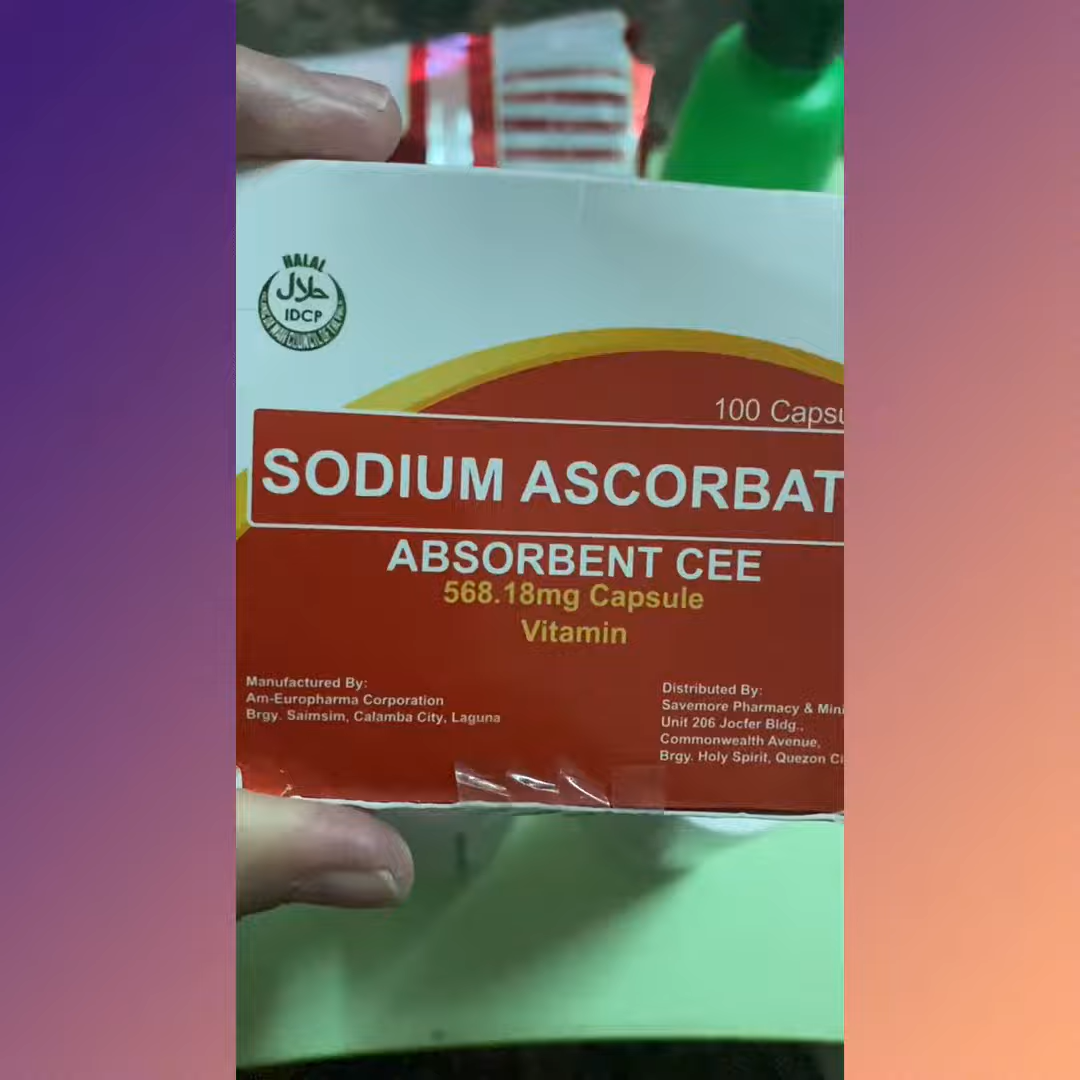 HALAL
حلال
IDCP
100 Capsu
SODIUM ASCORBAT
ABSORBENT CEE
568.18mg Capsule
Vitamin
Manufactured By:
Am-Europharma Corporation
Brgy. Saimsim, Calamba City, Laguna
Distributed By:
Savemore Pharmacy & Mini
Unit 206 Jocfer Bldg.,
Commonwealth Avenue,
Brgy. Holy Spirit, Quezon Ci